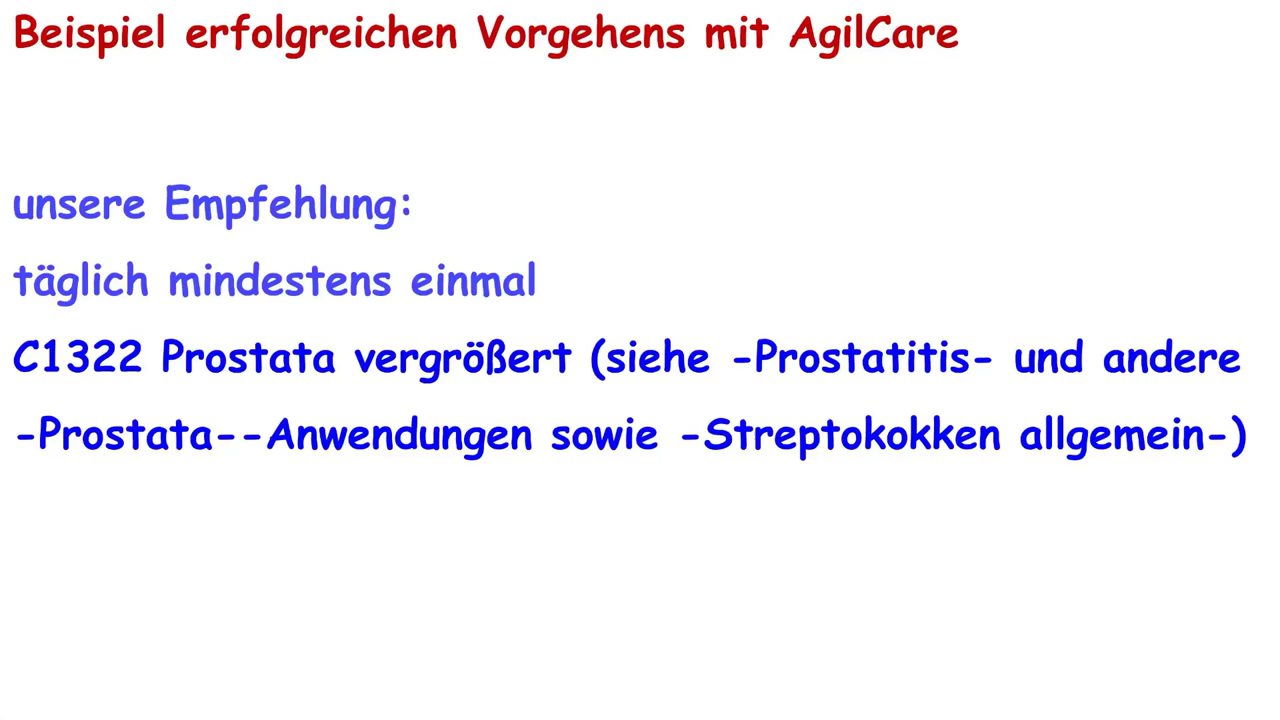 Beispiel erfolgreichen Vorgehens mit AgilCare
unsere Empfehlung:
täglich mindestens einmal
C1322 Prostata vergrößert (siehe -Prostatitis- und andere
-Prostata--Anwendungen sowie -Streptokokken allgemein-)